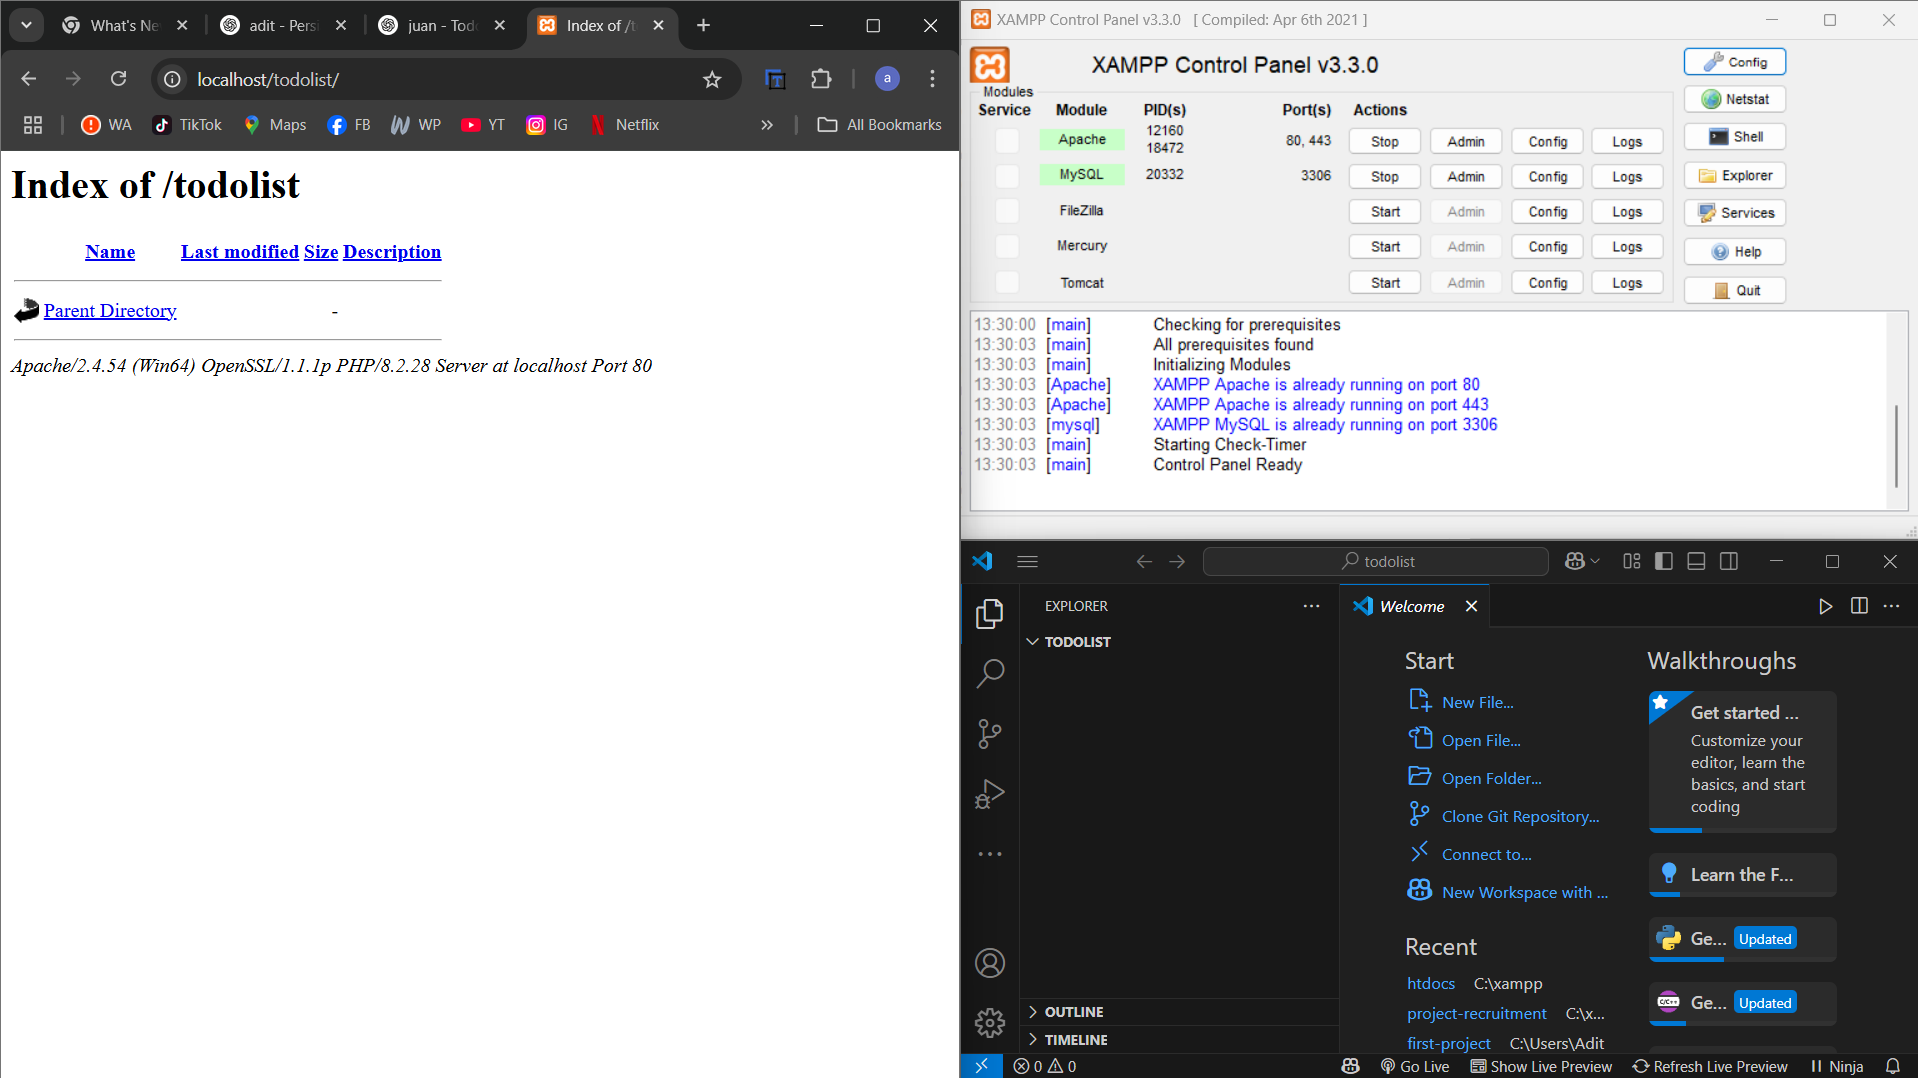 What's Ne
adit - Persi
juan - Tod
Index of /t
localhost/todolist/
a
WA
TikTok
Maps
FB
WP
YT
IG
Netflix
All Bookmarks
Index of /todolist
Name Last modified Size Description
Parent Directory -
Apache/2.4.54 (Win64) OpenSSL/1.1.1p PHP/8.2.28 Server at localhost Port 80
XAMPP Control Panel v3.3.0 [ Compiled: Apr 6th 2021 ]
XAMPP Control Panel v3.3.0
Modules
Service Module PID(s) Port(s) Actions
Apache 12160 18472 80, 443 Stop Admin Config Logs
MySQL 20332 3306 Stop Admin Config Logs
FileZilla Start Admin Config Logs
Mercury Start Admin Config Logs
Tomcat Start Admin Config Logs
Config
Netstat
Shell
Explorer
Services
Help
Quit
13:30:00 [main] Checking for prerequisites
13:30:03 [main] All prerequisites found
13:30:03 [main] Initializing Modules
13:30:03 [Apache] XAMPP Apache is already running on port 80
13:30:03 [Apache] XAMPP Apache is already running on port 443
13:30:03 [mysql] XAMPP MySQL is already running on port 3306
13:30:03 [main] Starting Check-Timer
13:30:03 [main] Control Panel Ready
todolist
EXPLORER
TODOLIST
OUTLINE
TIMELINE
Welcome
Start
New File...
Open File...
Open Folder...
Clone Git Repository...
Connect to...
New Workspace with ...
Recent
htdocs C:\xampp
project-recruitment C:\x...
first-project C:\Users\Adit
Walkthroughs
Get started ...
Customize your
editor, learn the
basics, and start
coding
Learn the F...
Ge... Updated
C/C++ Ge... Updated
0 0
Go Live
Show Live Preview
Refresh Live Preview
Ninja